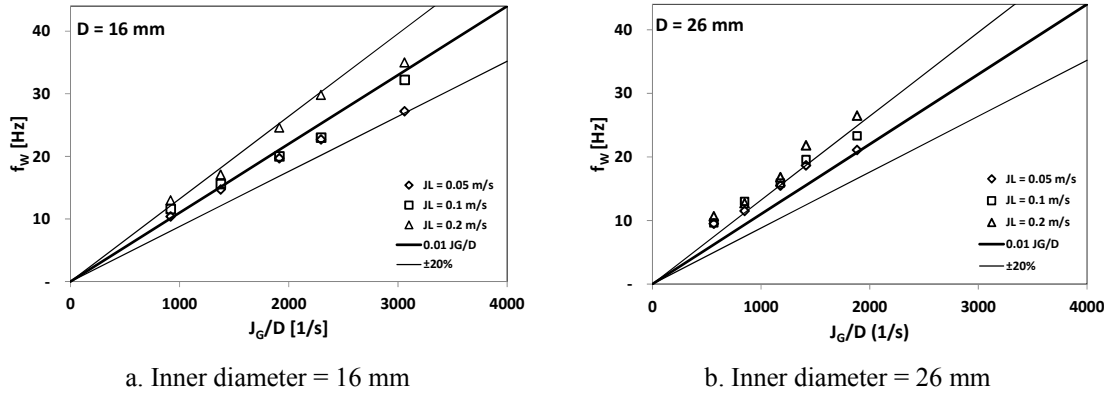 D = 16 mm
f_W [Hz]
40
30
20
10
-
JL = 0.05 m/s
JL = 0.1 m/s
JL = 0.2 m/s
0.01 JG/D
±20%
0 1000 2000 3000 4000
J_G/D [1/s]
a. Inner diameter = 16 mm
D = 26 mm
f_W [Hz]
40
30
20
10
-
JL = 0.05 m/s
JL = 0.1 m/s
JL = 0.2 m/s
0.01 JG/D
±20%
0 1000 2000 3000 4000
J_G/D (1/s)
b. Inner diameter = 26 mm